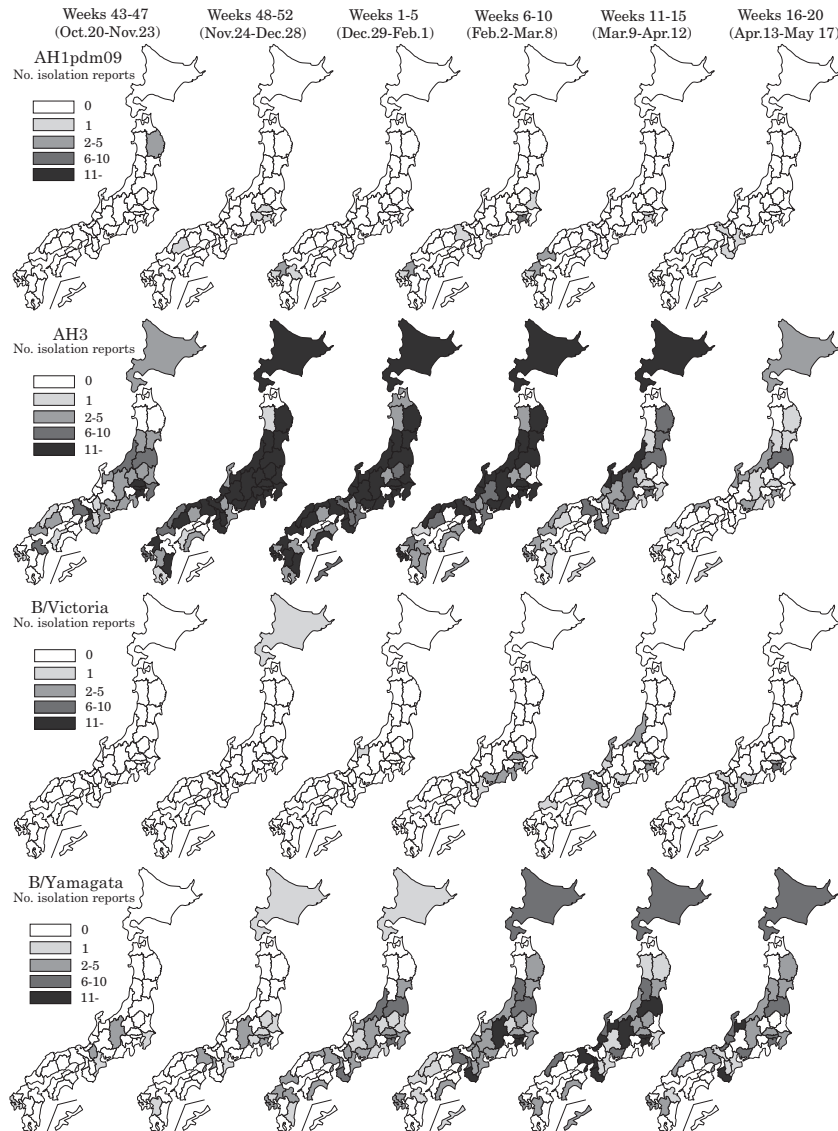 Weeks 43-47 Weeks 48-52 Weeks 1-5 Weeks 6-10 Weeks 11-15 Weeks 16-20
(Oct.20-Nov.23) (Nov.24-Dec.28) (Dec.29-Feb.1) (Feb.2-Mar.8) (Mar.9-Apr.12) (Apr.13-May 17)
AH1pdm09
No. isolation reports
0
1
2-5
6-10
11-
AH3
No. isolation reports
0
1
2-5
6-10
11-
B/Victoria
No. isolation reports
0
1
2-5
6-10
11-
B/Yamagata
No. isolation reports
0
1
2-5
6-10
11-